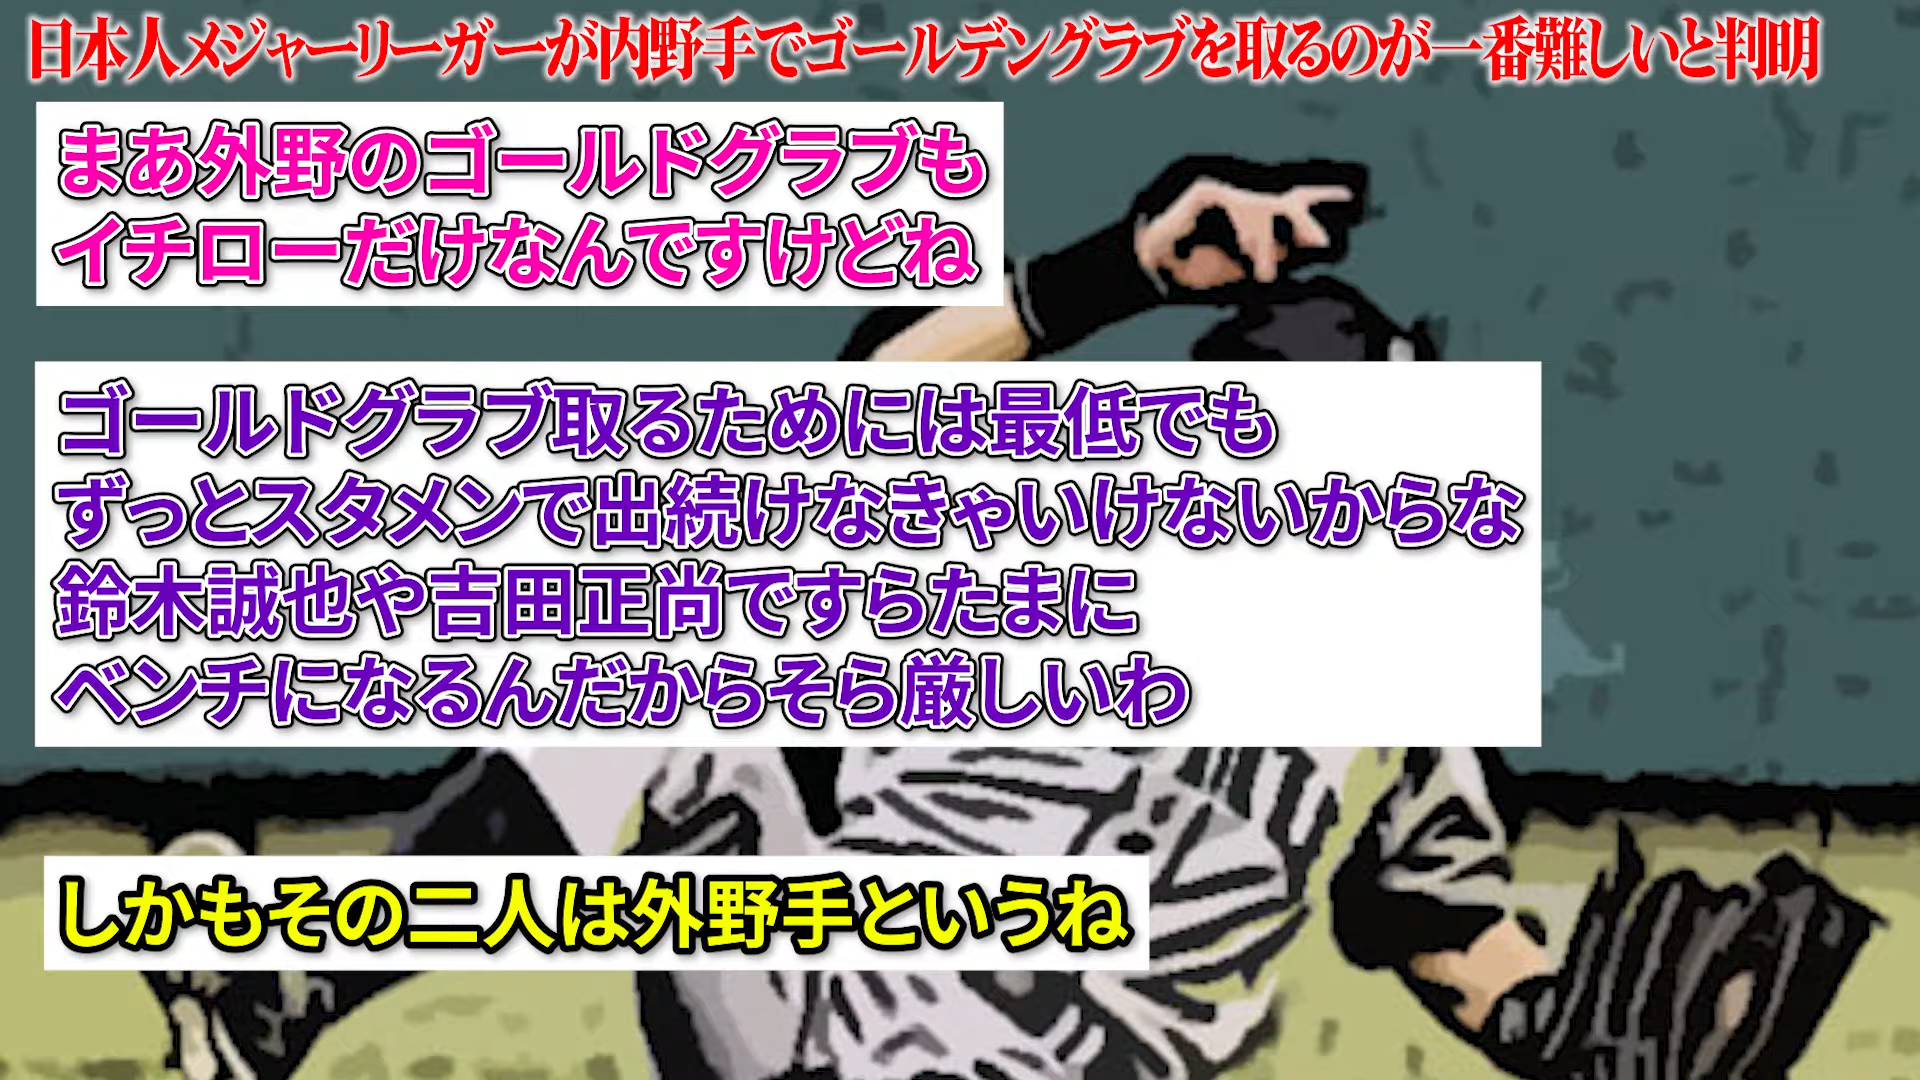 日本人メジャーリーガーが内野手でゴールデングラブを取るのが一番難しいと判明
まあ外野のゴールドグラブも
イチローだけなんですけどね
ゴールドグラブ取るためには最低でも
ずっとスタメンで出続けなきゃいけないからな
鈴木誠也や吉田正尚ですらたまに
ベンチになるんだからそら厳しいわ
しかもその二人は外野手というね